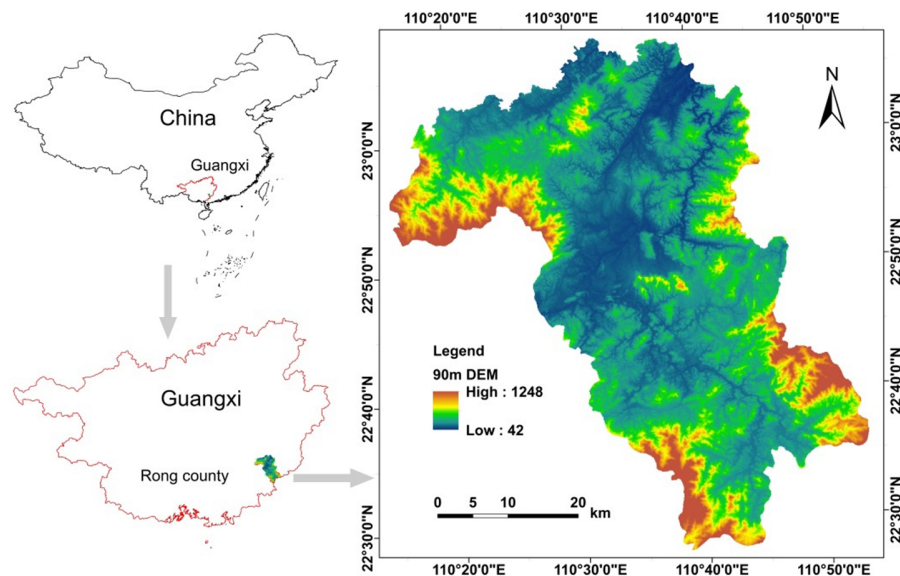 China
Guangxi
Guangxi
Rong county
110°20'0"E 110°30'0"E 110°40'0"E 110°50'0"E
23°0'0"N
22°50'0"N
22°40'0"N
22°30'0"N
N
23°0'0"N
22°50'0"N
22°40'0"N
22°30'0"N
Legend
90m DEM
High : 1248
Low : 42
0 5 10 20
km
110°20'0"E 110°30'0"E 110°40'0"E 110°50'0"E